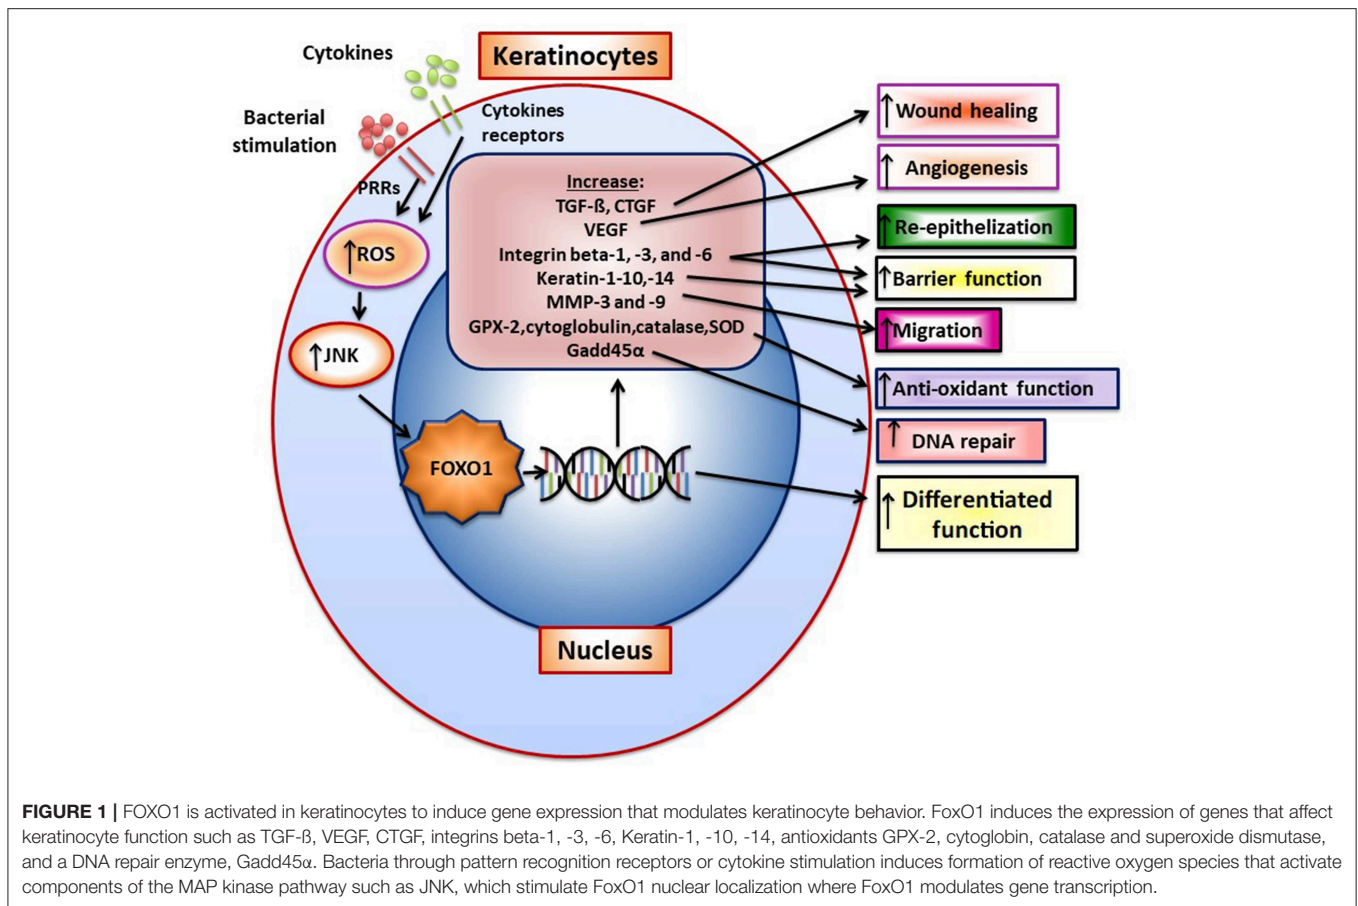 Cytokines
Keratinocytes
Bacterial
stimulation
Cytokines
receptors
PRRs
↑ROS
↑JNK
FOXO1
Increase:
TGF-ß, CTGF
VEGF
Integrin beta-1, -3, and -6
Keratin-1-10,-14
MMP-3 and -9
GPX-2,cytoglobulin,catalase,SOD
Gadd45α
Nucleus
↑Wound healing
↑Angiogenesis
↑Re-epithelization
↑Barrier function
↑Migration
↑Anti-oxidant function
↑DNA repair
↑Differentiated
function
FIGURE 1 | FOXO1 is activated in keratinocytes to induce gene expression that modulates keratinocyte behavior. FoxO1 induces the expression of genes that affect
keratinocyte function such as TGF-ß, VEGF, CTGF, integrins beta-1, -3, -6, Keratin-1, -10, -14, antioxidants GPX-2, cytoglobin, catalase and superoxide dismutase,
and a DNA repair enzyme, Gadd45α. Bacteria through pattern recognition receptors or cytokine stimulation induces formation of reactive oxygen species that activate
components of the MAP kinase pathway such as JNK, which stimulate FoxO1 nuclear localization where FoxO1 modulates gene transcription.